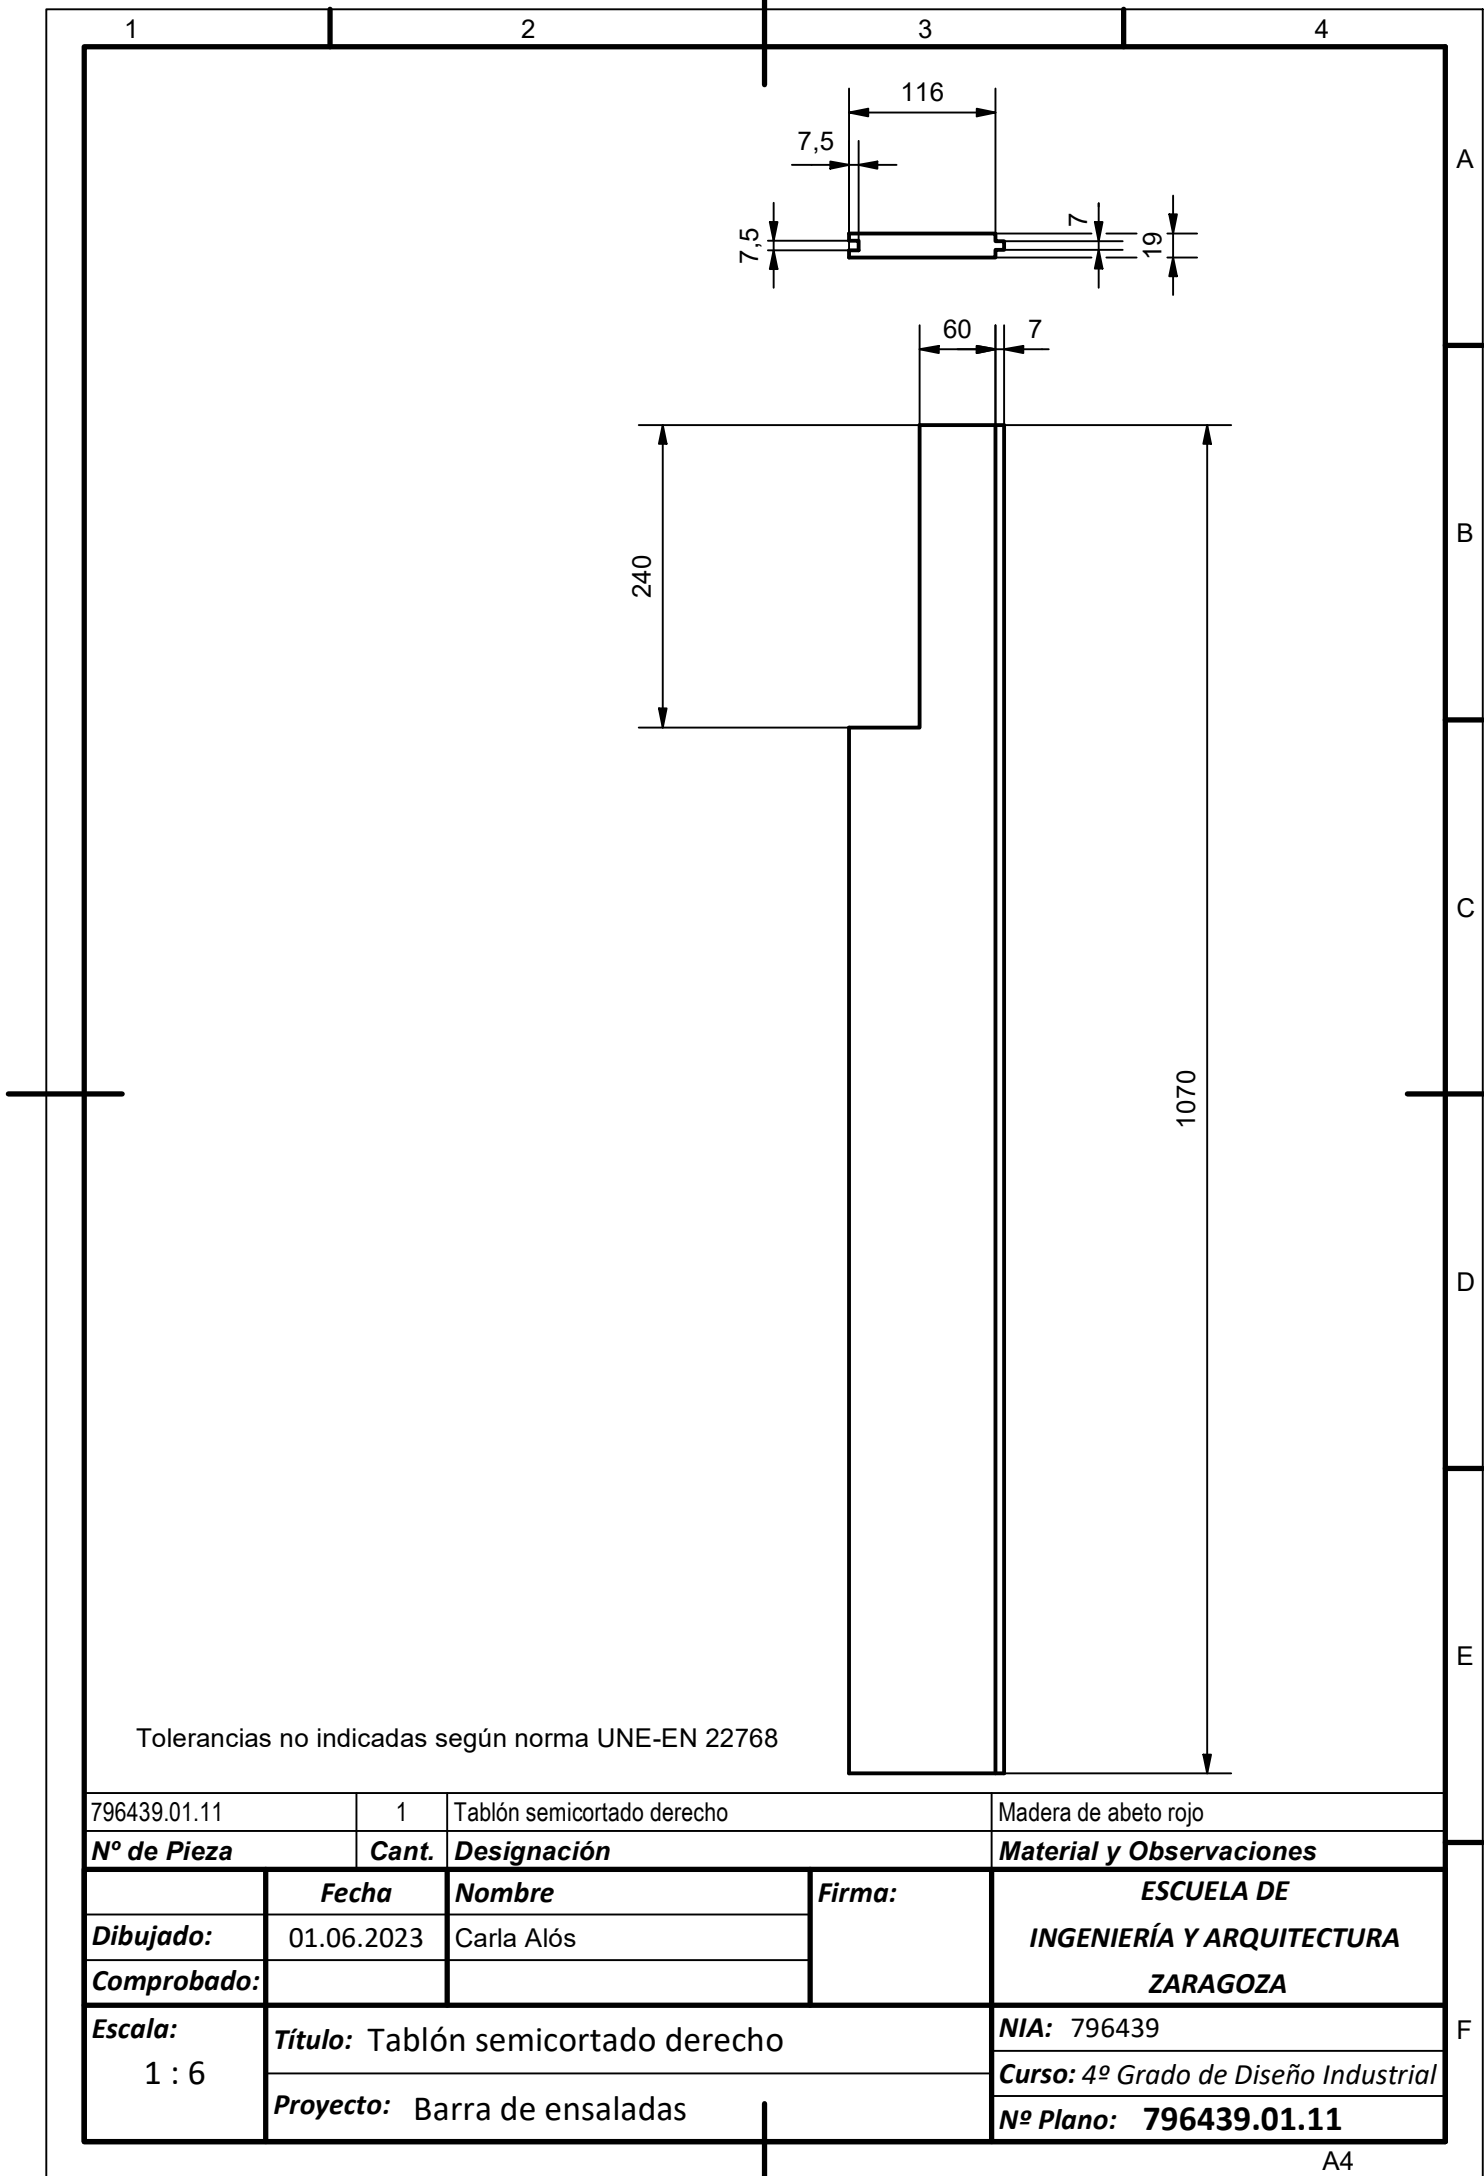 1 2 3 4
116
7,5
A
7,5
7
19
60 7
B
240
C
1070
D
E
Tolerancias no indicadas según norma UNE-EN 22768
796439.01.11 1 Tablón semicortado derecho Madera de abeto rojo
Nº de Pieza Cant. Designación Material y Observaciones
Fecha Nombre Firma: ESCUELA DE
Dibujado: 01.06.2023 Carla Alós INGENIERÍA Y ARQUITECTURA
Comprobado: ZARAGOZA
Escala: Título: Tablón semicortado derecho NIA: 796439 F
1 : 6 Curso: 4º Grado de Diseño Industrial
Proyecto: Barra de ensaladas Nº Plano: 796439.01.11
A4